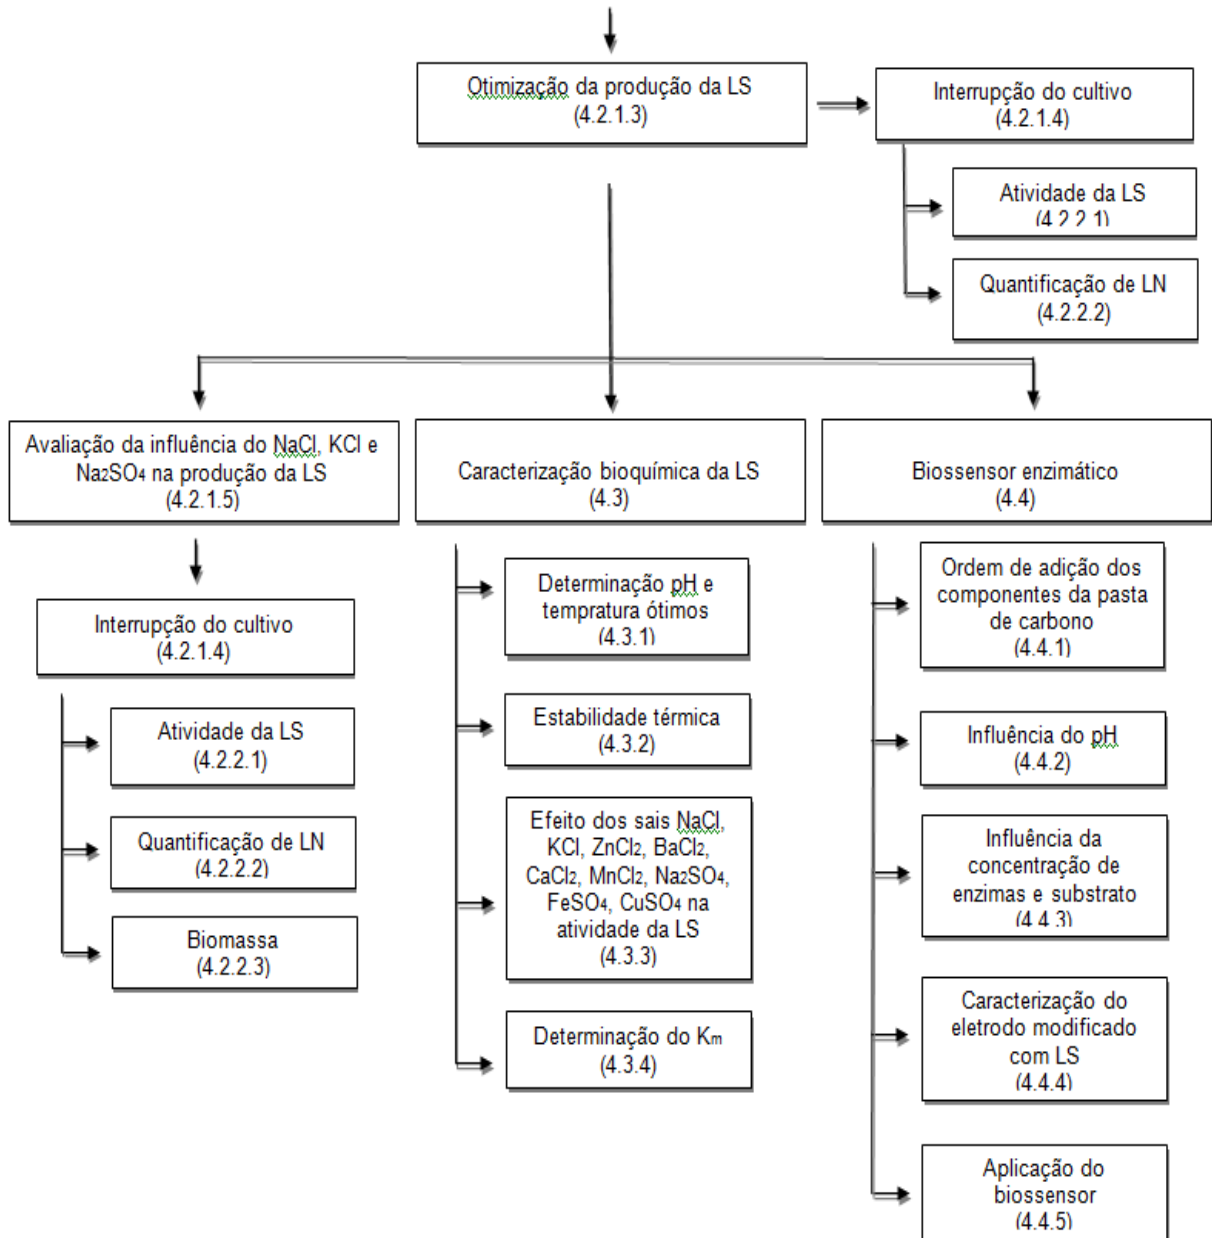 Otimização da produção da LS
(4.2.1.3)
Interrupção do cultivo
(4.2.1.4)
Atividade da LS
(4.2.2.1)
Quantificação de LN
(4.2.2.2)
Avaliação da influência do NaCl, KCl e
Na₂SO₄ na produção da LS
(4.2.1.5)
Interrupção do cultivo
(4.2.1.4)
Atividade da LS
(4.2.2.1)
Quantificação de LN
(4.2.2.2)
Biomassa
(4.2.2.3)
Caracterização bioquímica da LS
(4.3)
Determinação pH e
tempratura ótimos
(4.3.1)
Estabilidade térmica
(4.3.2)
Efeito dos sais NaCl,
KCl, ZnCl₂, BaCl₂,
CaCl₂, MnCl₂, Na₂SO₄,
FeSO₄, CuSO₄ na
atividade da LS
(4.3.3)
Determinação do Kₘ
(4.3.4)
Biossensor enzimático
(4.4)
Ordem de adição dos
componentes da pasta
de carbono
(4.4.1)
Influência do pH
(4.4.2)
Influência da
concentração de
enzimas e substrato
(4.4.3)
Caracterização do
eletrodo modificado
com LS
(4.4.4)
Aplicação do
biossensor
(4.4.5)